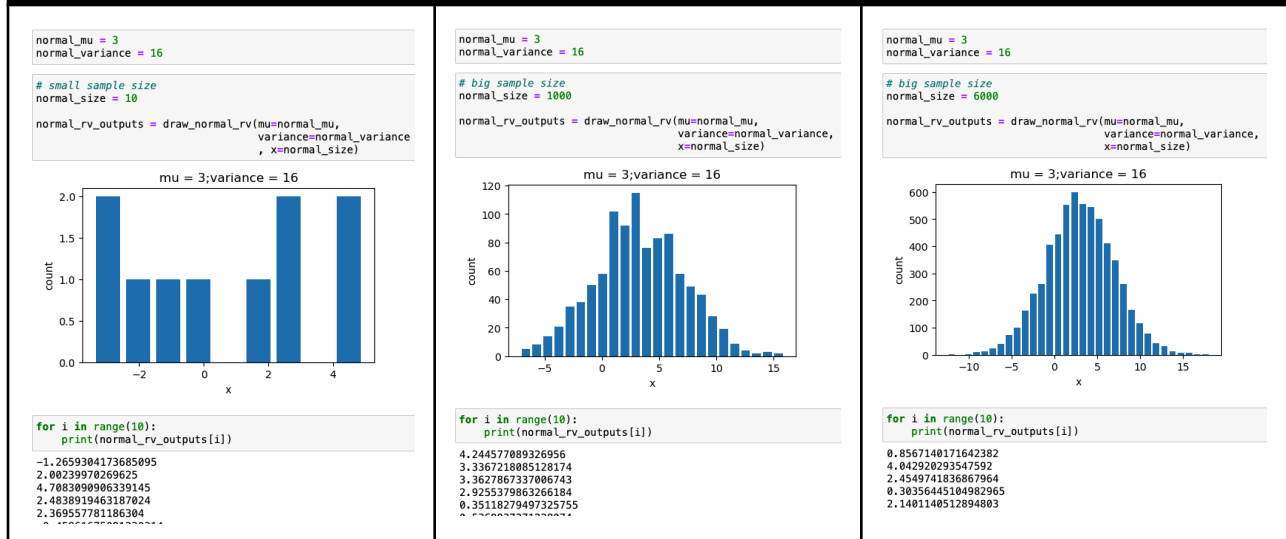 normal_mu = 3
normal_variance = 16
# small sample size
normal_size = 10
normal_rv_outputs = draw_normal_rv(mu=normal_mu,
variance=normal_variance
, x=normal_size)
mu = 3;variance = 16
2.0
1.5
1.0
0.5
0.0
count
−2 0 2 4
x
for i in range(10):
print(normal_rv_outputs[i])
-1.2659304173685095
2.00239970269625
4.7083090906339145
2.4838919463187024
2.369557781186304
normal_mu = 3
normal_variance = 16
# big sample size
normal_size = 1000
normal_rv_outputs = draw_normal_rv(mu=normal_mu,
variance=normal_variance,
x=normal_size)
mu = 3;variance = 16
120
100
80
60
40
20
0
count
−5 0 5 10 15
x
for i in range(10):
print(normal_rv_outputs[i])
4.244577089326956
3.3367218085128174
3.3627867337006743
2.9255379863266184
0.35118279497325755
normal_mu = 3
normal_variance = 16
# big sample size
normal_size = 6000
normal_rv_outputs = draw_normal_rv(mu=normal_mu,
variance=normal_variance,
x=normal_size)
mu = 3;variance = 16
600
500
400
300
200
100
0
count
−10 −5 0 5 10 15
x
for i in range(10):
print(normal_rv_outputs[i])
0.8567140171642382
4.042920293547592
2.4549741836867964
0.30356445104982965
2.1401140512894803